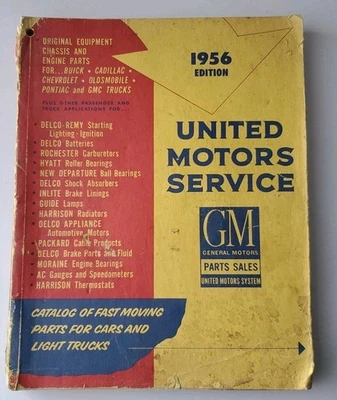 ORIGINAL EQUIPMENT
CHASSIS AND
ENGINE PARTS
FOR...BUICK • CADILLAC •
CHEVROLET • OLDSMOBILE •
PONTIAC and GMC TRUCKS
PLUS OTHER PASSENGER AND
TRUCK APPLICATIONS FOR...
• DELCO-REMY Starting
Lighting-Ignition
• DELCO Batteries
• ROCHESTER Carburetors
• HYATT Roller Bearings
• NEW DEPARTURE Ball Bearings
• DELCO Shock Absorbers
• INLITE Brake Linings
• GUIDE Lamps
• HARRISON Radiators
• DELCO APPLIANCE
Automotive Motors
• PACKARD Cable Products
• DELCO Brake Parts and Fluid
• MORAINE Engine Bearings
• AC Gauges and Speedometers
• HARRISON Thermostats
1956
EDITION
UNITED
MOTORS
SERVICE
GM
GENERAL MOTORS
PARTS SALES
UNITED MOTORS SYSTEM
CATALOG OF FAST MOVING
PARTS FOR CARS AND
LIGHT TRUCKS